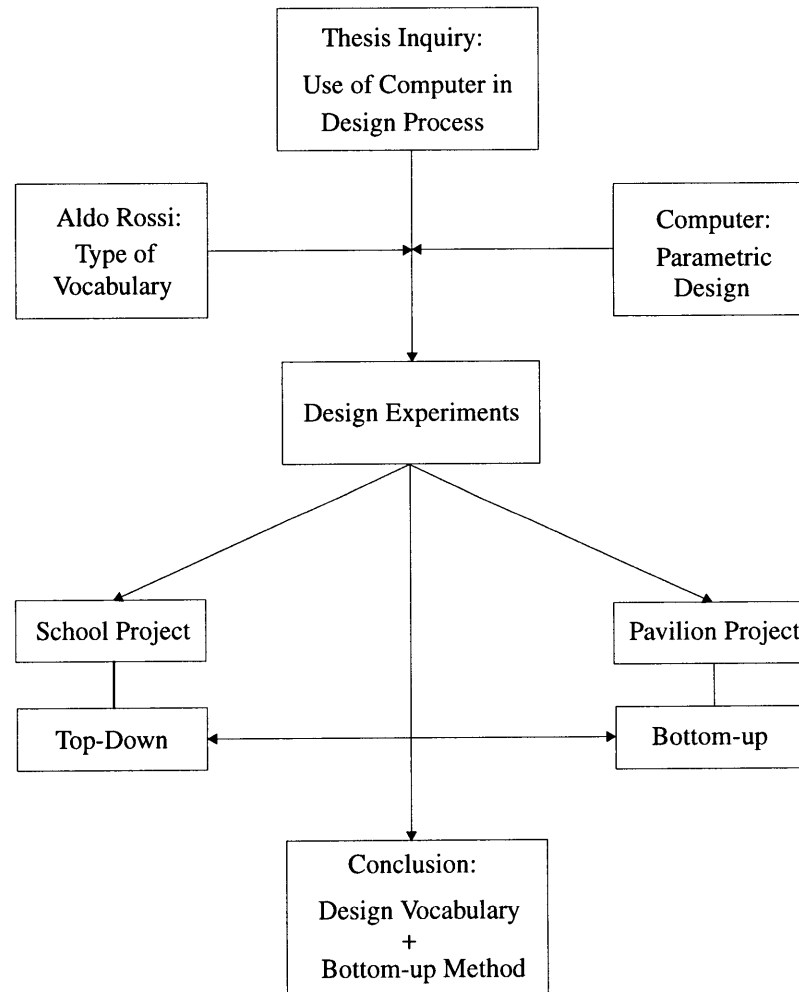 Thesis Inquiry:
Use of Computer in
Design Process
Aldo Rossi:
Type of
Vocabulary
Computer:
Parametric
Design
Design Experiments
School Project
Pavilion Project
Top-Down
Bottom-up
Conclusion:
Design Vocabulary
+
Bottom-up Method